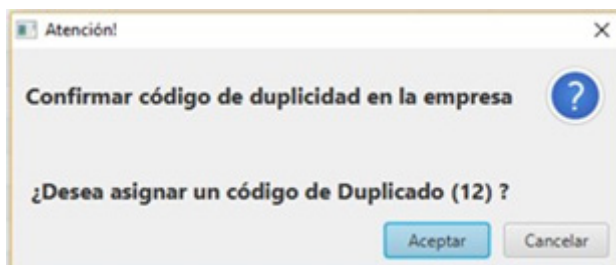 Atención!
Confirmar código de duplicidad en la empresa
?
¿Desea asignar un código de Duplicado (12) ?
Aceptar Cancelar